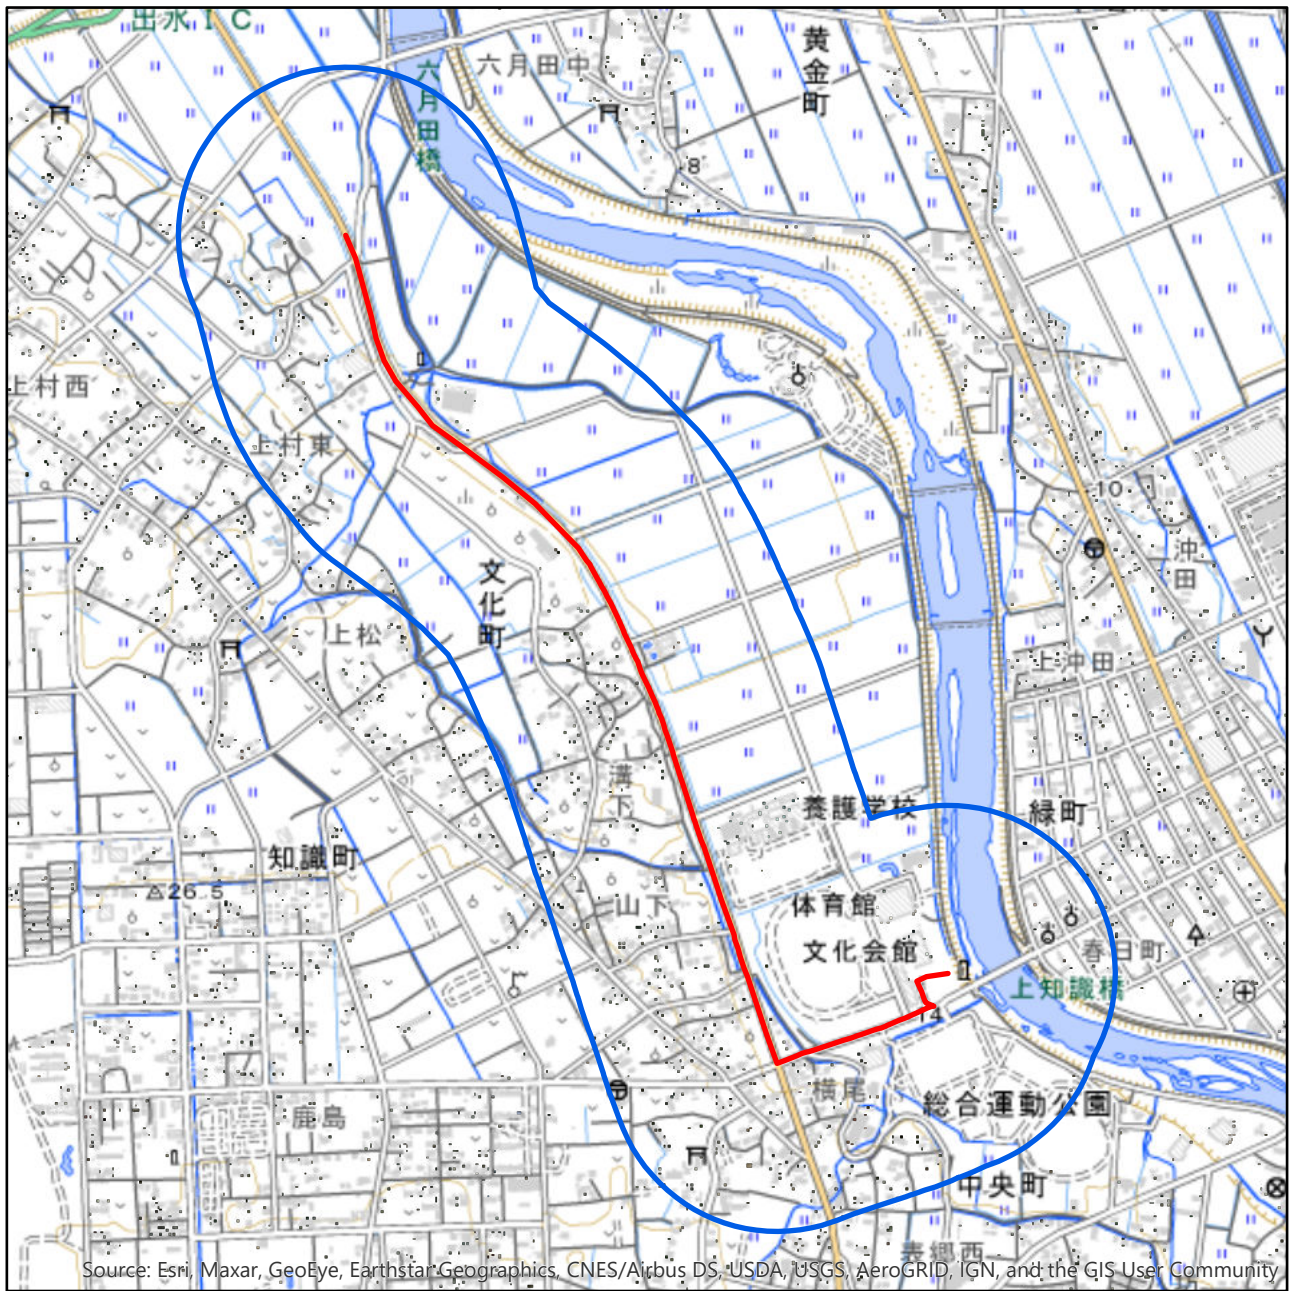 出水IC
六月田中
黄金町
六月田橋
8
上村西
上村東
10
沖田
文化町
上松
上沖田
溝下
養護学校
緑町
知識町
26.5
山下
体育館
文化会館
春日町
上知識橋
14
横尾
総合運動公園
鹿島
中央町
表郷西
Source: Esri, Maxar, GeoEye, Earthstar Geographics, CNES/Airbus DS, USDA, USGS, AeroGRID, IGN, and the GIS User Community